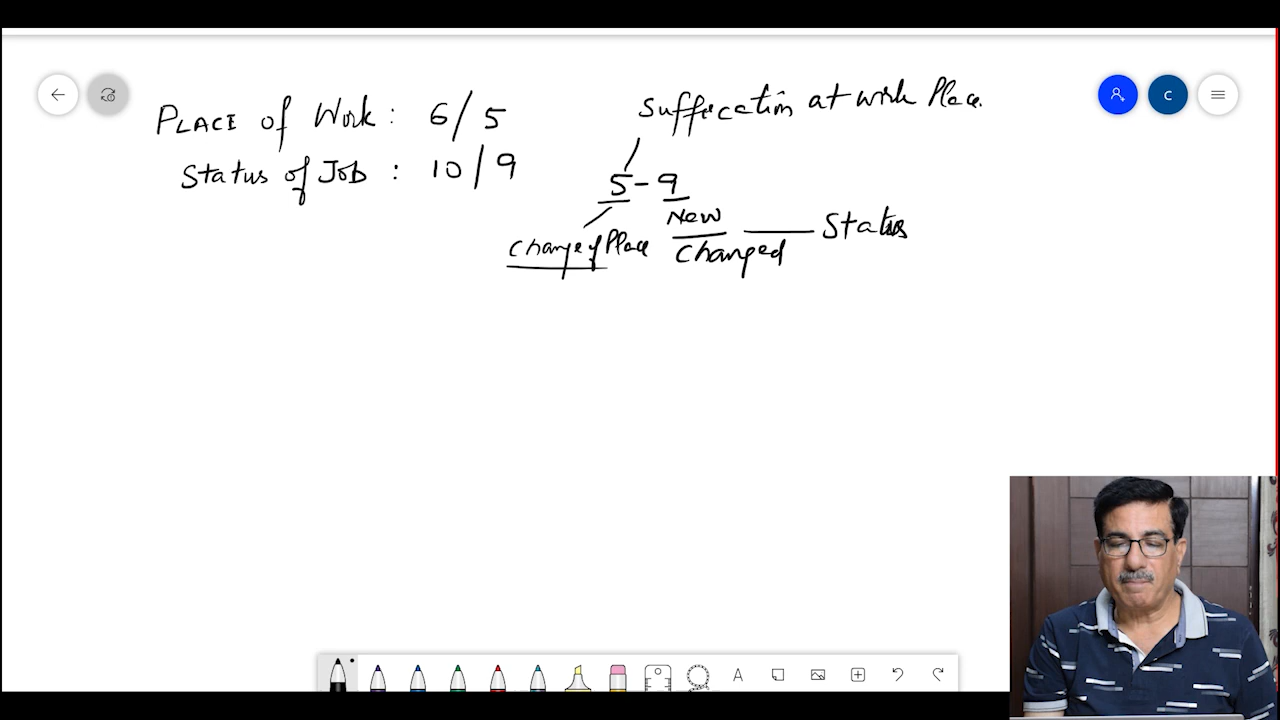 PLACE of Work : 6/5
Suffication at work Place.
Status of Job : 10/9
5-9
New
Change of Place
Changed
Status
C
A